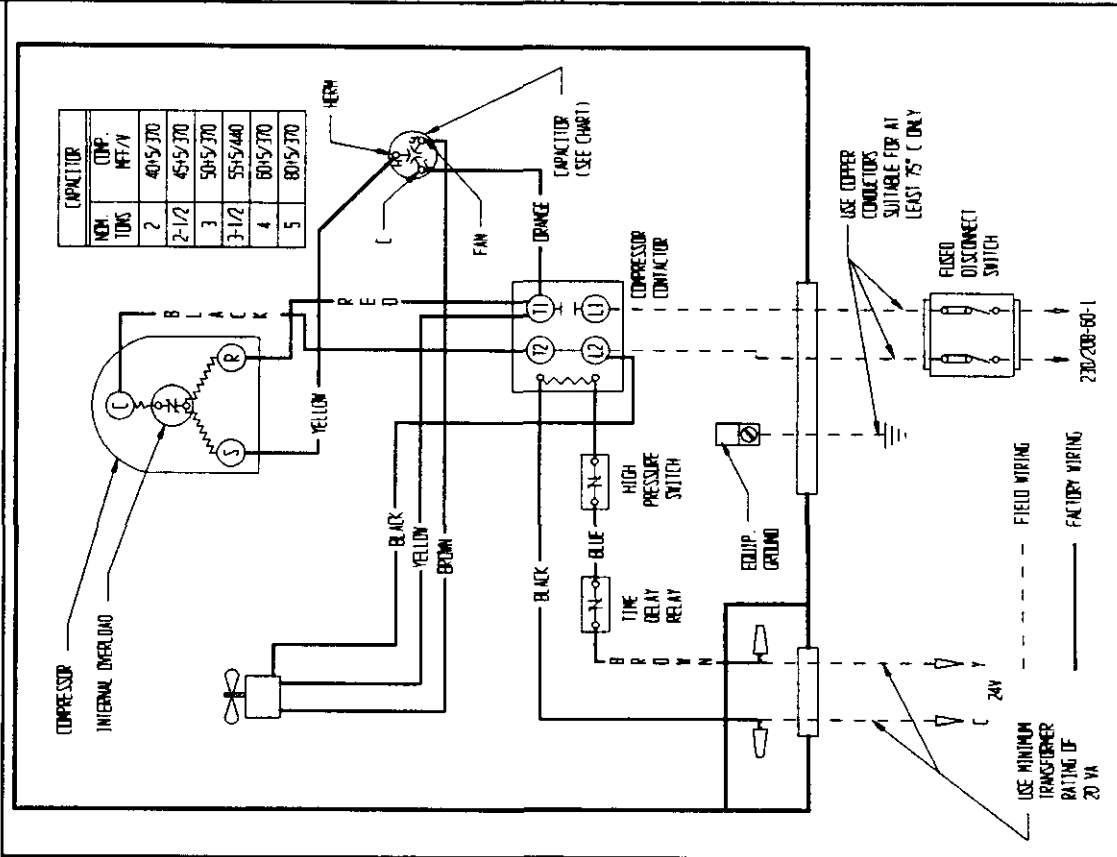 CAPACITOR
NOM. TONS
COMP. MFF/V
2 40+5/370
2-1/2 45+5/370
3 50+5/370
3-1/2 55+5/440
4 60+5/370
5 80+5/370
COMPRESSOR
INTERNAL OVERLOAD
C
S
R
BLACK
RED
YELLOW
HERM
C
FAN
CAPACITOR
(SEE CHART)
ORANGE
BLACK
YELLOW
BROWN
T2
T1
L2
L1
COMPRESSOR
CONTACTOR
BLACK
HIGH
PRESSURE
SWITCH
BLUE
TIME
DELAY
RELAY
BROWN
EQUIP.
GROUND
USE COPPER
CONDUCTORS
SUITABLE FOR AT
LEAST 75° C ONLY
FUSED
DISCONNECT
SWITCH
230/208-60-1
C
24V
Y
USE MINIMUM
TRANSFORMER
RATING OF
20 VA
FIELD WIRING
FACTORY WIRING